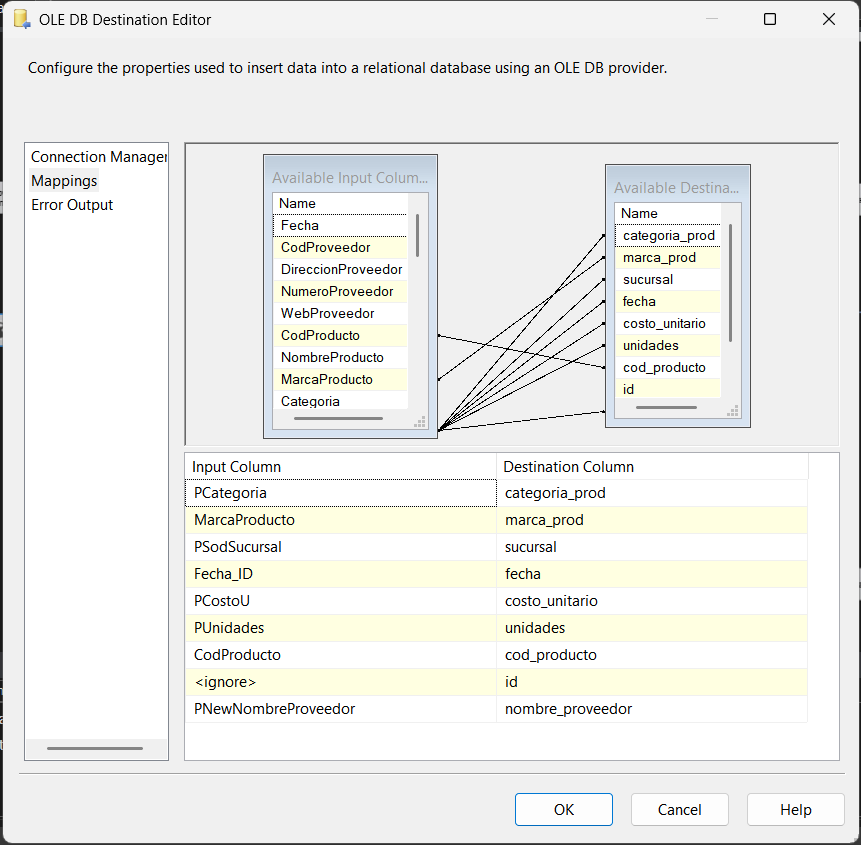 OLE DB Destination Editor
Configure the properties used to insert data into a relational database using an OLE DB provider.
Connection Manager
Mappings
Error Output
Available Input Colum...
Name
Fecha
CodProveedor
DireccionProveedor
NumeroProveedor
WebProveedor
CodProducto
NombreProducto
MarcaProducto
Categoria
Available Destina...
Name
categoria_prod
marca_prod
sucursal
fecha
costo_unitario
unidades
cod_producto
id
Input Column Destination Column
PCategoria categoria_prod
MarcaProducto marca_prod
PSodSucursal sucursal
Fecha_ID fecha
PCostoU costo_unitario
PUnidades unidades
CodProducto cod_producto
<ignore> id
PNewNombreProveedor nombre_proveedor
OK Cancel Help